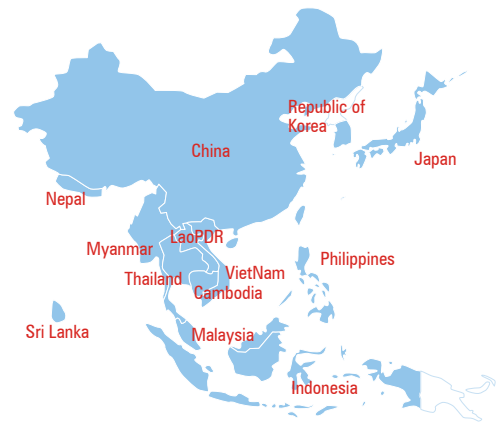 Republic of
Korea
China
Japan
Nepal
LaoPDR
Myanmar
Philippines
Thailand
VietNam
Cambodia
Sri Lanka
Malaysia
Indonesia